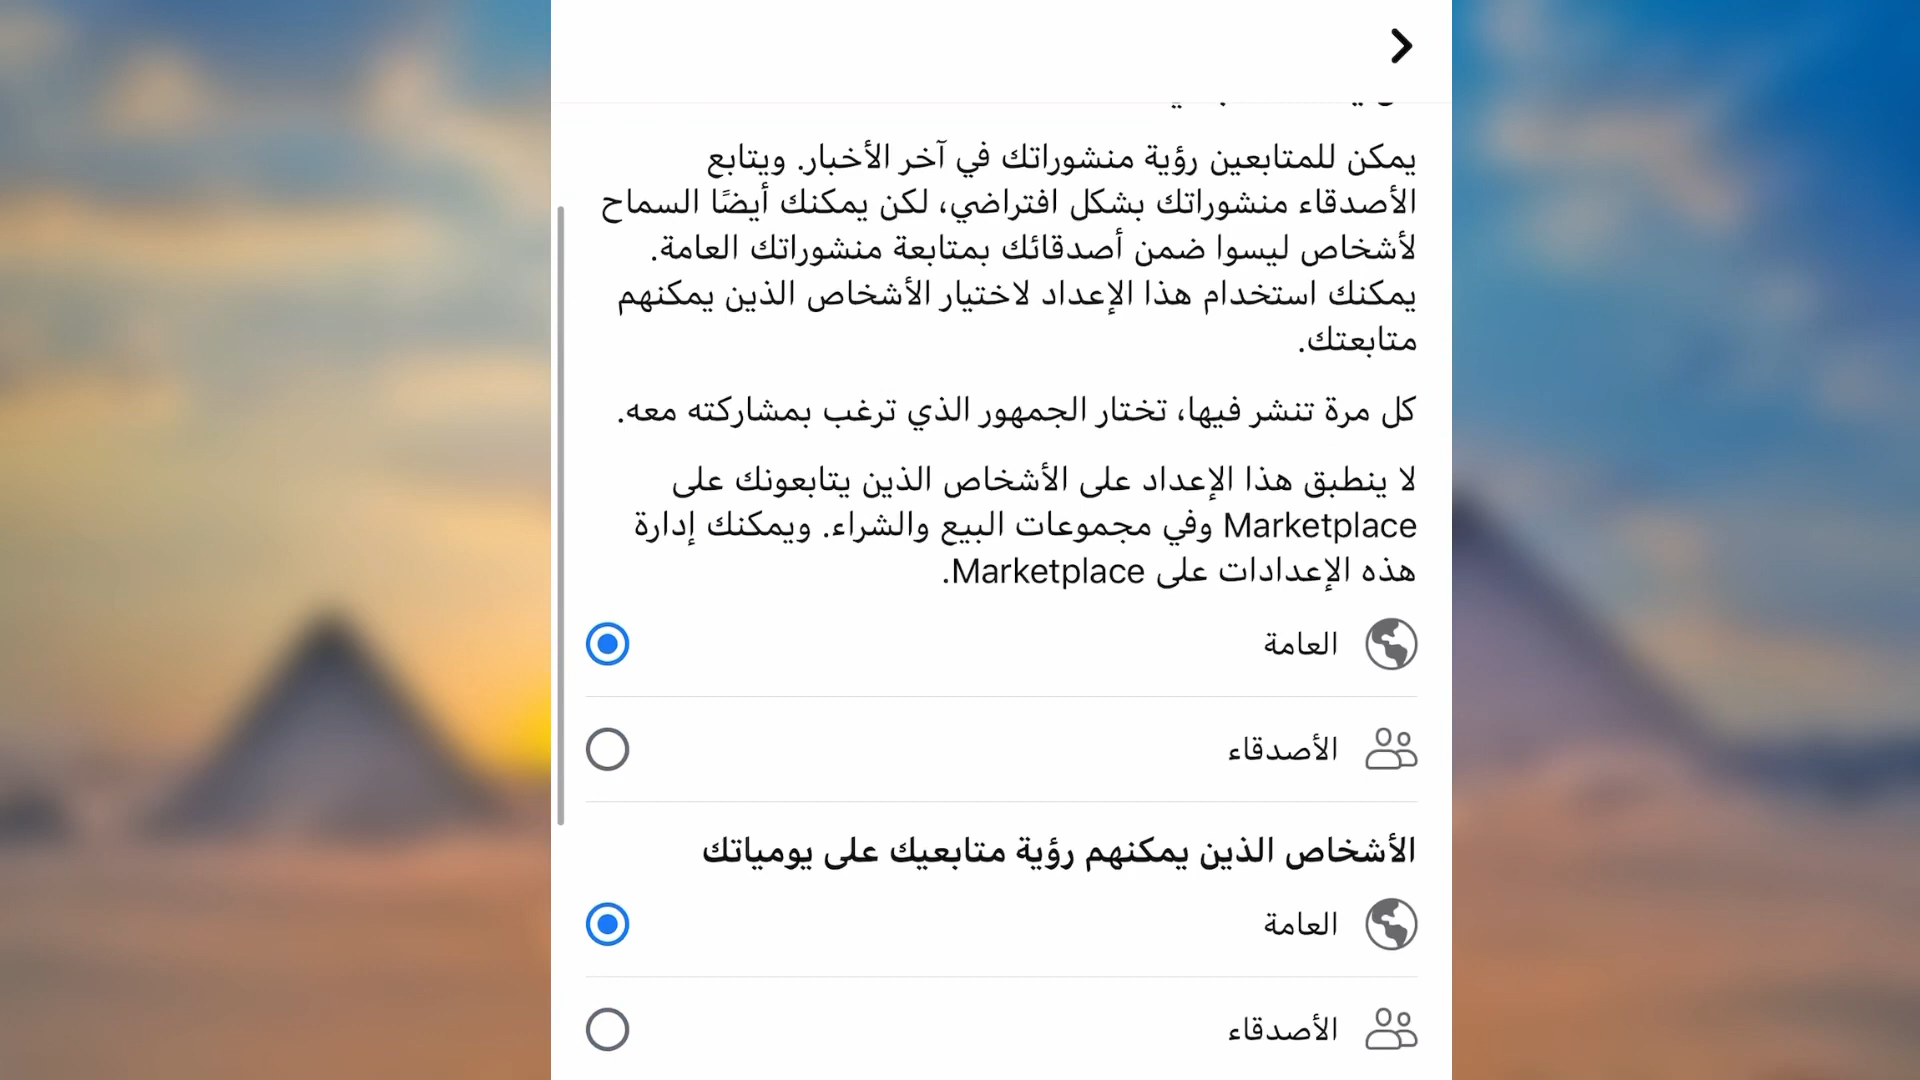 يمكن للمتابعين رؤية منشوراتك في آخر الأخبار. ويتابع
الأصدقاء منشوراتك بشكل افتراضي، لكن يمكنك أيضًا السماح
لأشخاص ليسوا ضمن أصدقائك بمتابعة منشوراتك العامة.
يمكنك استخدام هذا الإعداد لاختيار الأشخاص الذين يمكنهم
متابعتك.
كل مرة تنشر فيها، تختار الجمهور الذي ترغب بمشاركته معه.
لا ينطبق هذا الإعداد على الأشخاص الذين يتابعونك على
Marketplace وفي مجموعات البيع والشراء. ويمكنك إدارة
هذه الإعدادات على Marketplace.
العامة
الأصدقاء
الأشخاص الذين يمكنهم رؤية متابعيك على يومياتك
العامة
الأصدقاء